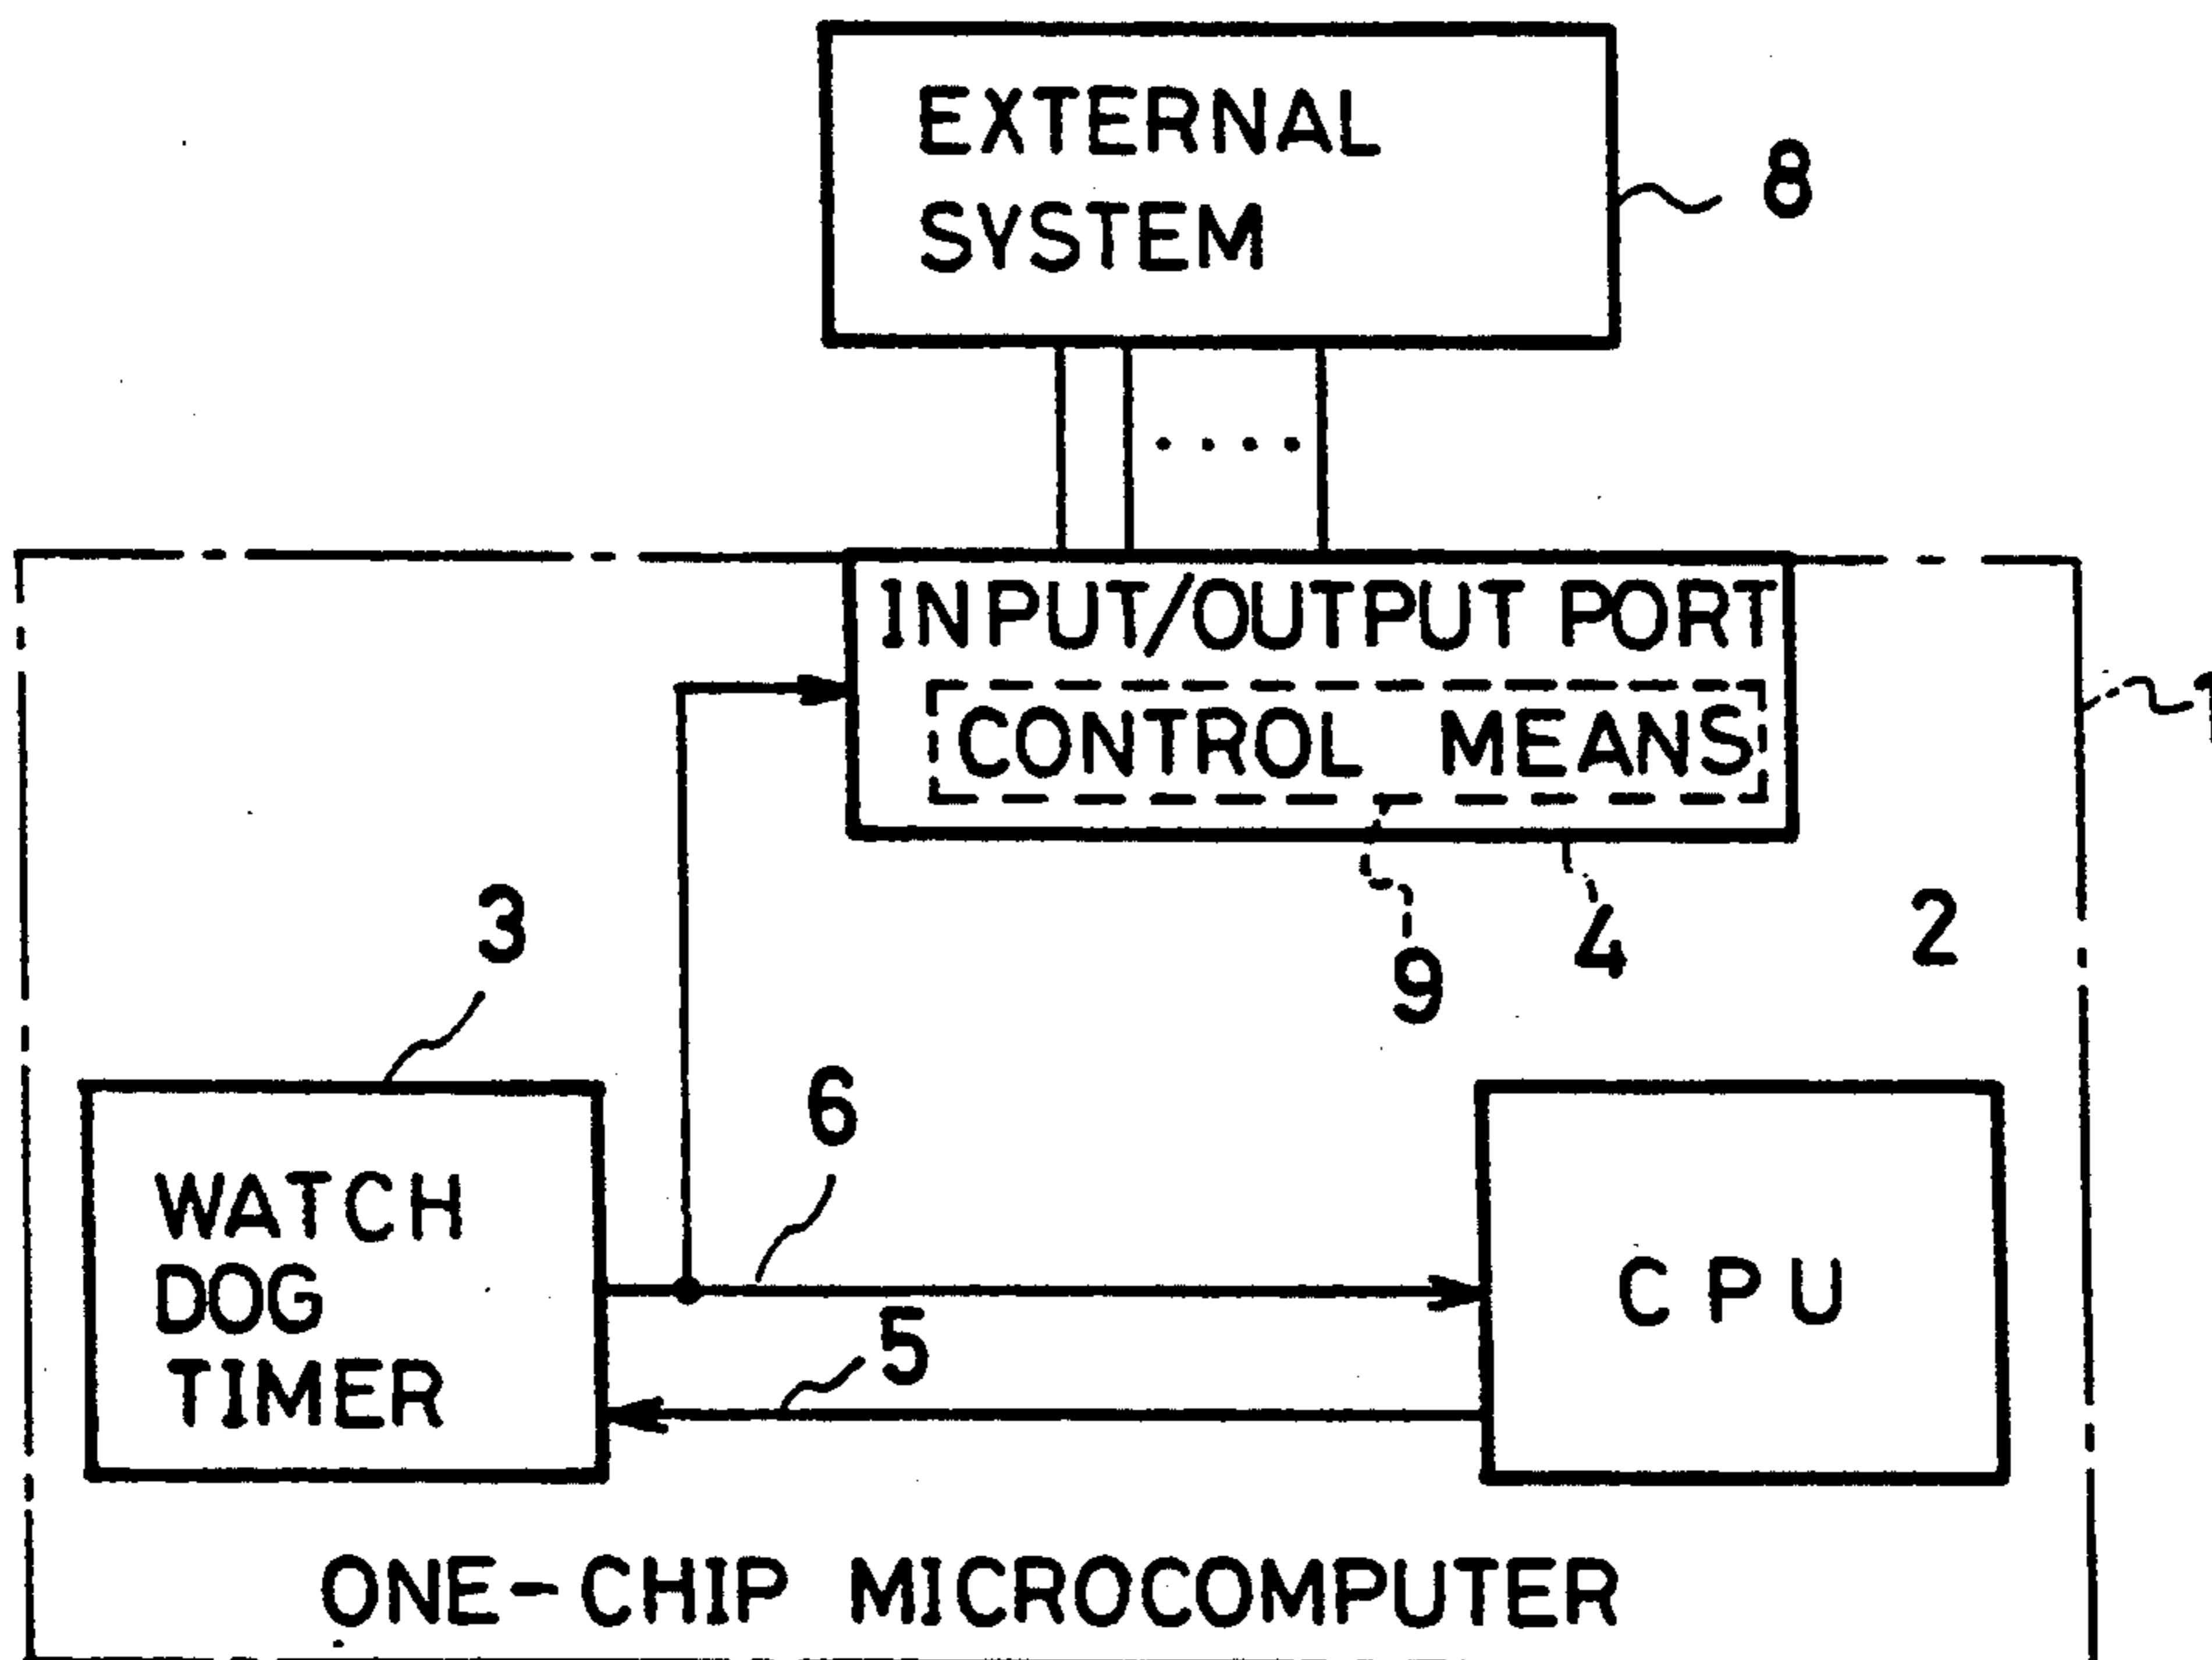 EXTERNAL
SYSTEM
8
INPUT/OUTPUT PORT
CONTROL MEANS
1
3
9
4
2
6
WATCH
DOG
TIMER
CPU
5
ONE-CHIP MICROCOMPUTER